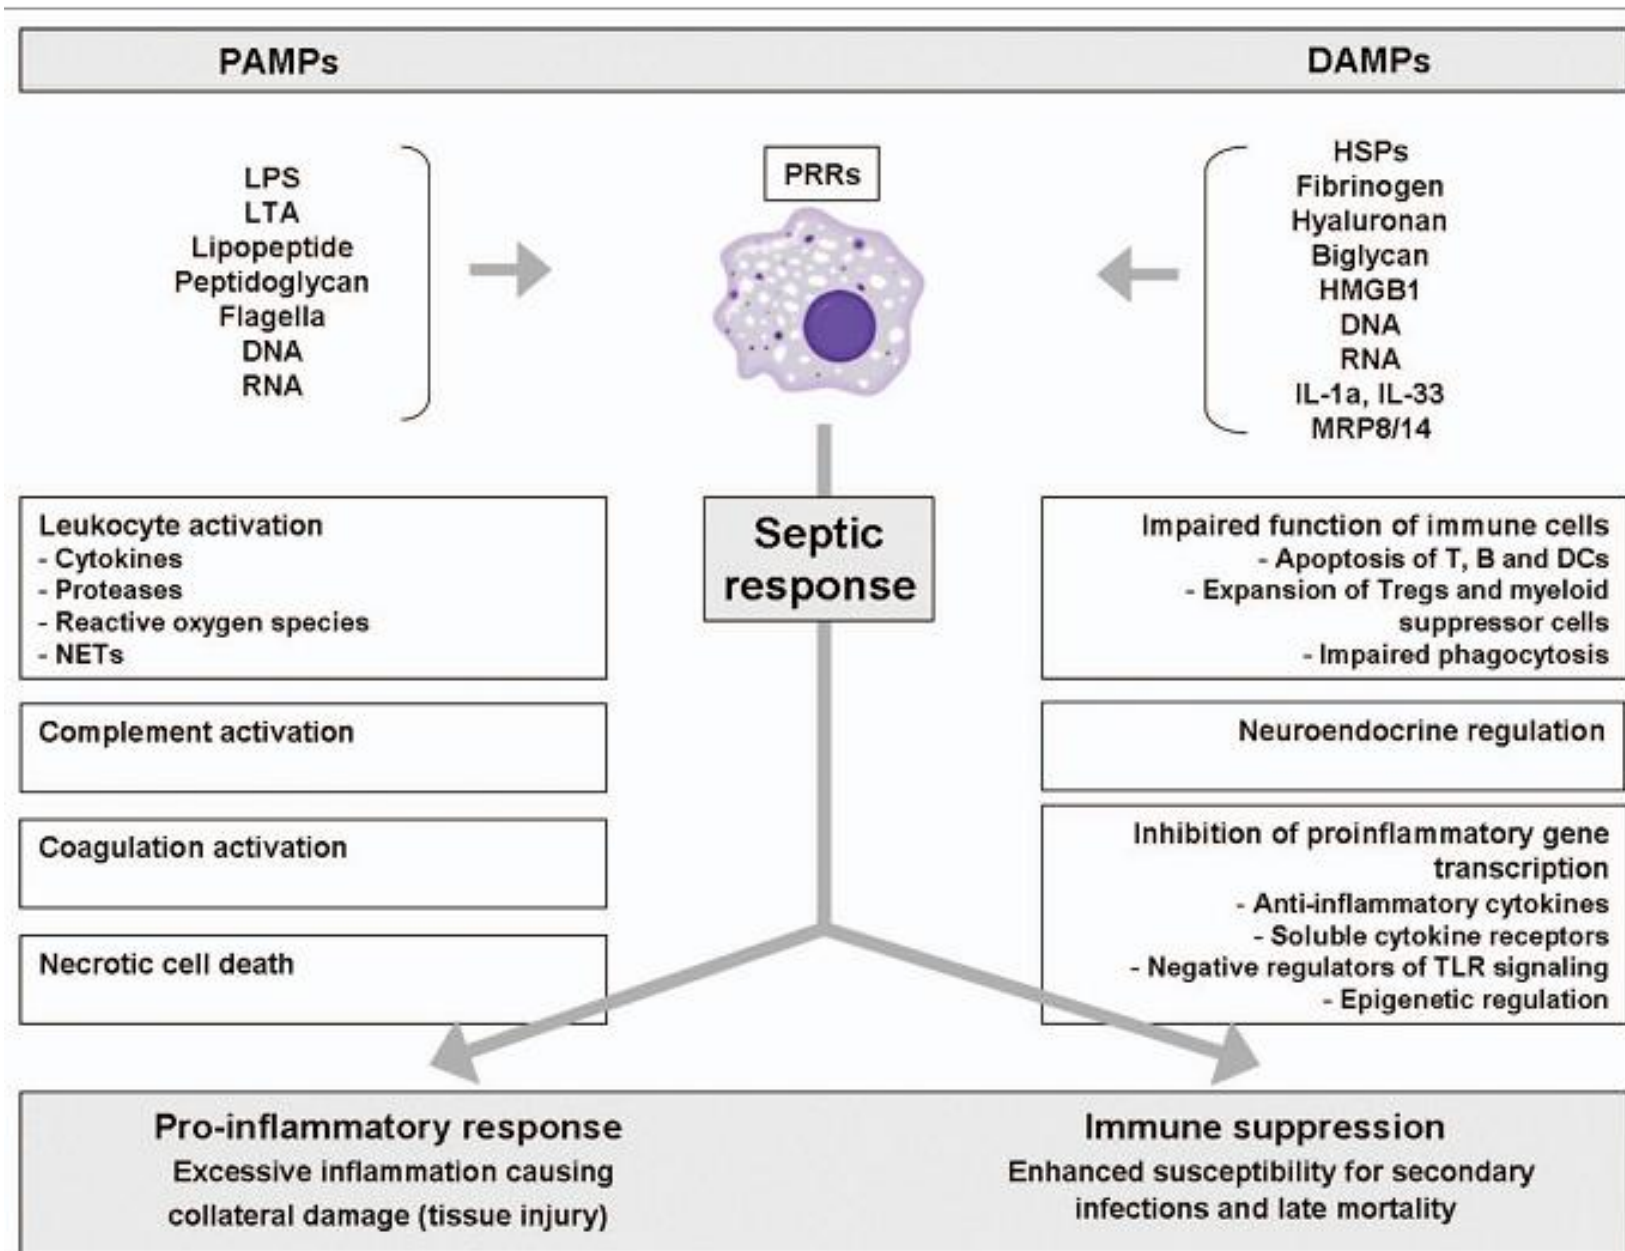 PAMPs
DAMPs
LPS
LTA
Lipopeptide
Peptidoglycan
Flagella
DNA
RNA
PRRs
HSPs
Fibrinogen
Hyaluronan
Biglycan
HMGB1
DNA
RNA
IL-1a, IL-33
MRP8/14
Septic
response
Leukocyte activation
- Cytokines
- Proteases
- Reactive oxygen species
- NETs
Complement activation
Coagulation activation
Necrotic cell death
Impaired function of immune cells
- Apoptosis of T, B and DCs
- Expansion of Tregs and myeloid
suppressor cells
- Impaired phagocytosis
Neuroendocrine regulation
Inhibition of proinflammatory gene
transcription
- Anti-inflammatory cytokines
- Soluble cytokine receptors
- Negative regulators of TLR signaling
- Epigenetic regulation
Pro-inflammatory response
Excessive inflammation causing
collateral damage (tissue injury)
Immune suppression
Enhanced susceptibility for secondary
infections and late mortality